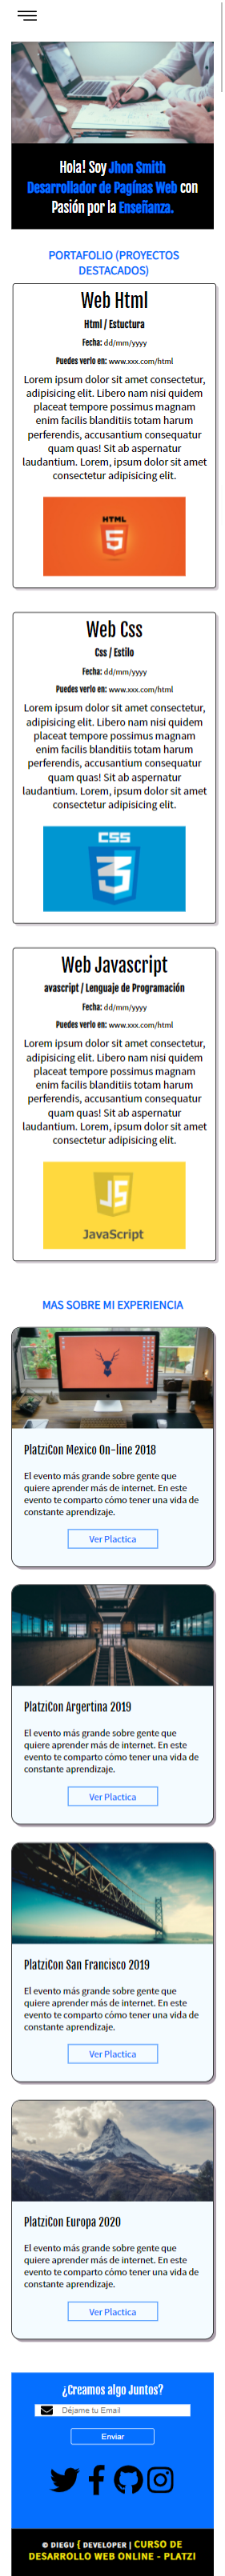 Hola! Soy Jhon Smith
Desarrollador de Pagínas Web con
Pasión por la Enseñanza.
PORTAFOLIO (PROYECTOS
DESTACADOS)
Web Html
Html / Estuctura
Fecha: dd/mm/yyyy
Puedes verlo en: www.xxx.com/html
Lorem ipsum dolor sit amet consectetur,
adipisicing elit. Libero nam nisi quidem
placeat tempore possimus magnam
enim facilis blanditiis totam harum
perferendis, accusantium consequatur
quam quas! Sit ab aspernatur
laudantium. Lorem, ipsum dolor sit amet
consectetur adipisicing elit.
HTML
5
Web Css
Css / Estilo
Fecha: dd/mm/yyyy
Puedes verlo en: www.xxx.com/html
Lorem ipsum dolor sit amet consectetur,
adipisicing elit. Libero nam nisi quidem
placeat tempore possimus magnam
enim facilis blanditiis totam harum
perferendis, accusantium consequatur
quam quas! Sit ab aspernatur
laudantium. Lorem, ipsum dolor sit amet
consectetur adipisicing elit.
CSS
3
Web Javascript
avascript / Lenguaje de Programación
Fecha: dd/mm/yyyy
Puedes verlo en: www.xxx.com/html
Lorem ipsum dolor sit amet consectetur,
adipisicing elit. Libero nam nisi quidem
placeat tempore possimus magnam
enim facilis blanditiis totam harum
perferendis, accusantium consequatur
quam quas! Sit ab aspernatur
laudantium. Lorem, ipsum dolor sit amet
consectetur adipisicing elit.
JS
JavaScript
MAS SOBRE MI EXPERIENCIA
PlatziCon Mexico On-line 2018
El evento más grande sobre gente que
quiere aprender más de internet. En este
evento te comparto cómo tener una vida de
constante aprendizaje.
Ver Plactica
PlatziCon Argertina 2019
El evento más grande sobre gente que
quiere aprender más de internet. En este
evento te comparto cómo tener una vida de
constante aprendizaje.
Ver Plactica
PlatziCon San Francisco 2019
El evento más grande sobre gente que
quiere aprender más de internet. En este
evento te comparto cómo tener una vida de
constante aprendizaje.
Ver Plactica
PlatziCon Europa 2020
El evento más grande sobre gente que
quiere aprender más de internet. En este
evento te comparto cómo tener una vida de
constante aprendizaje.
Ver Plactica
¿Creamos algo Juntos?
Déjame tu Email
Enviar
© DIEGU { DEVELOPER | CURSO DE
DESARROLLO WEB ONLINE - PLATZI